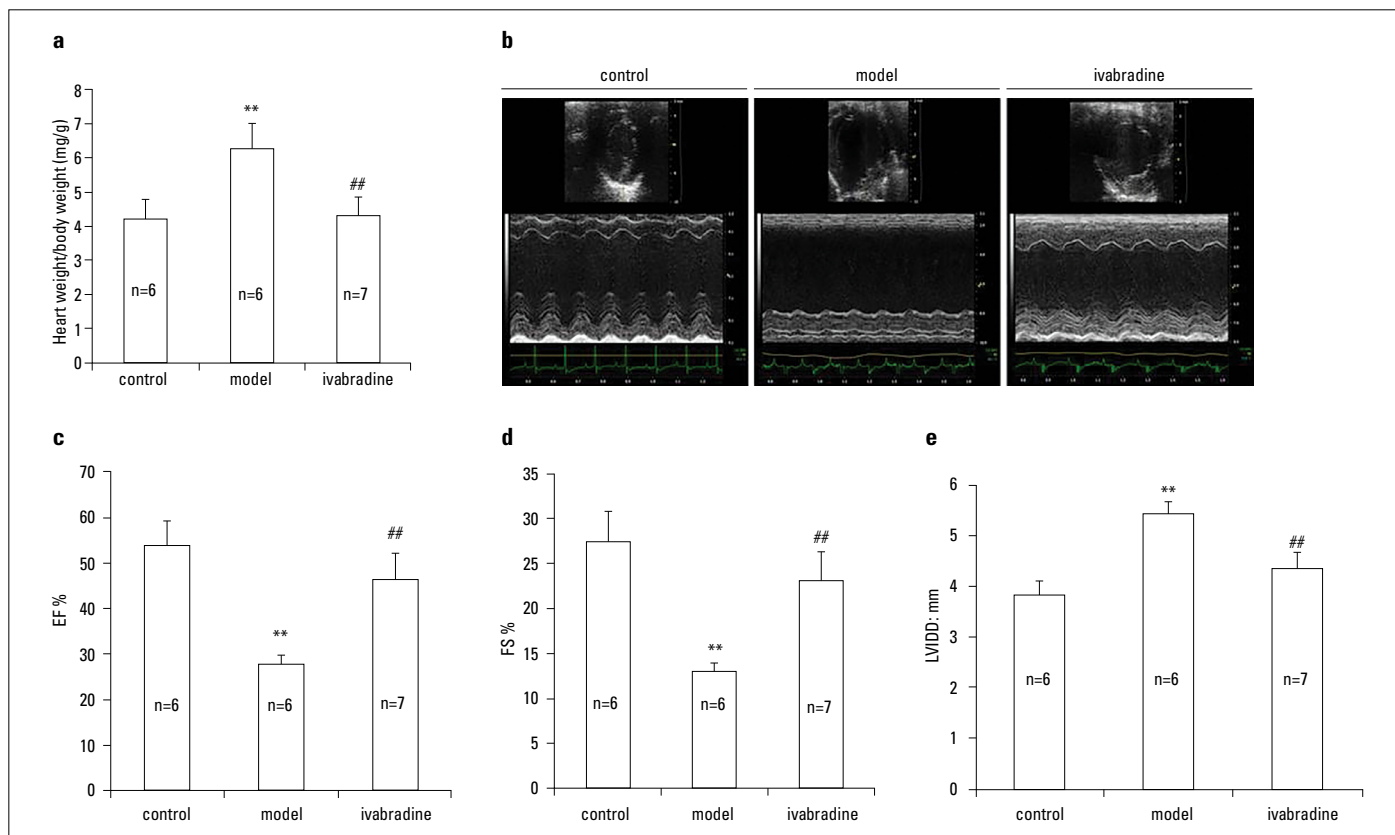 a
Heart weight/body weight (mg/g)
9
8
7
6
5
4
3
2
1
0
**
##
n=6
n=6
n=7
control
model
ivabradine
b
control
model
ivabradine
c
EF %
70
60
50
40
30
20
10
0
**
##
n=6
n=6
n=7
control
model
ivabradine
d
FS %
35
30
25
20
15
10
5
0
**
##
n=6
n=6
n=7
control
model
ivabradine
e
LVIDD: mm
6
5
4
3
2
1
0
**
##
n=6
n=6
n=7
control
model
ivabradine